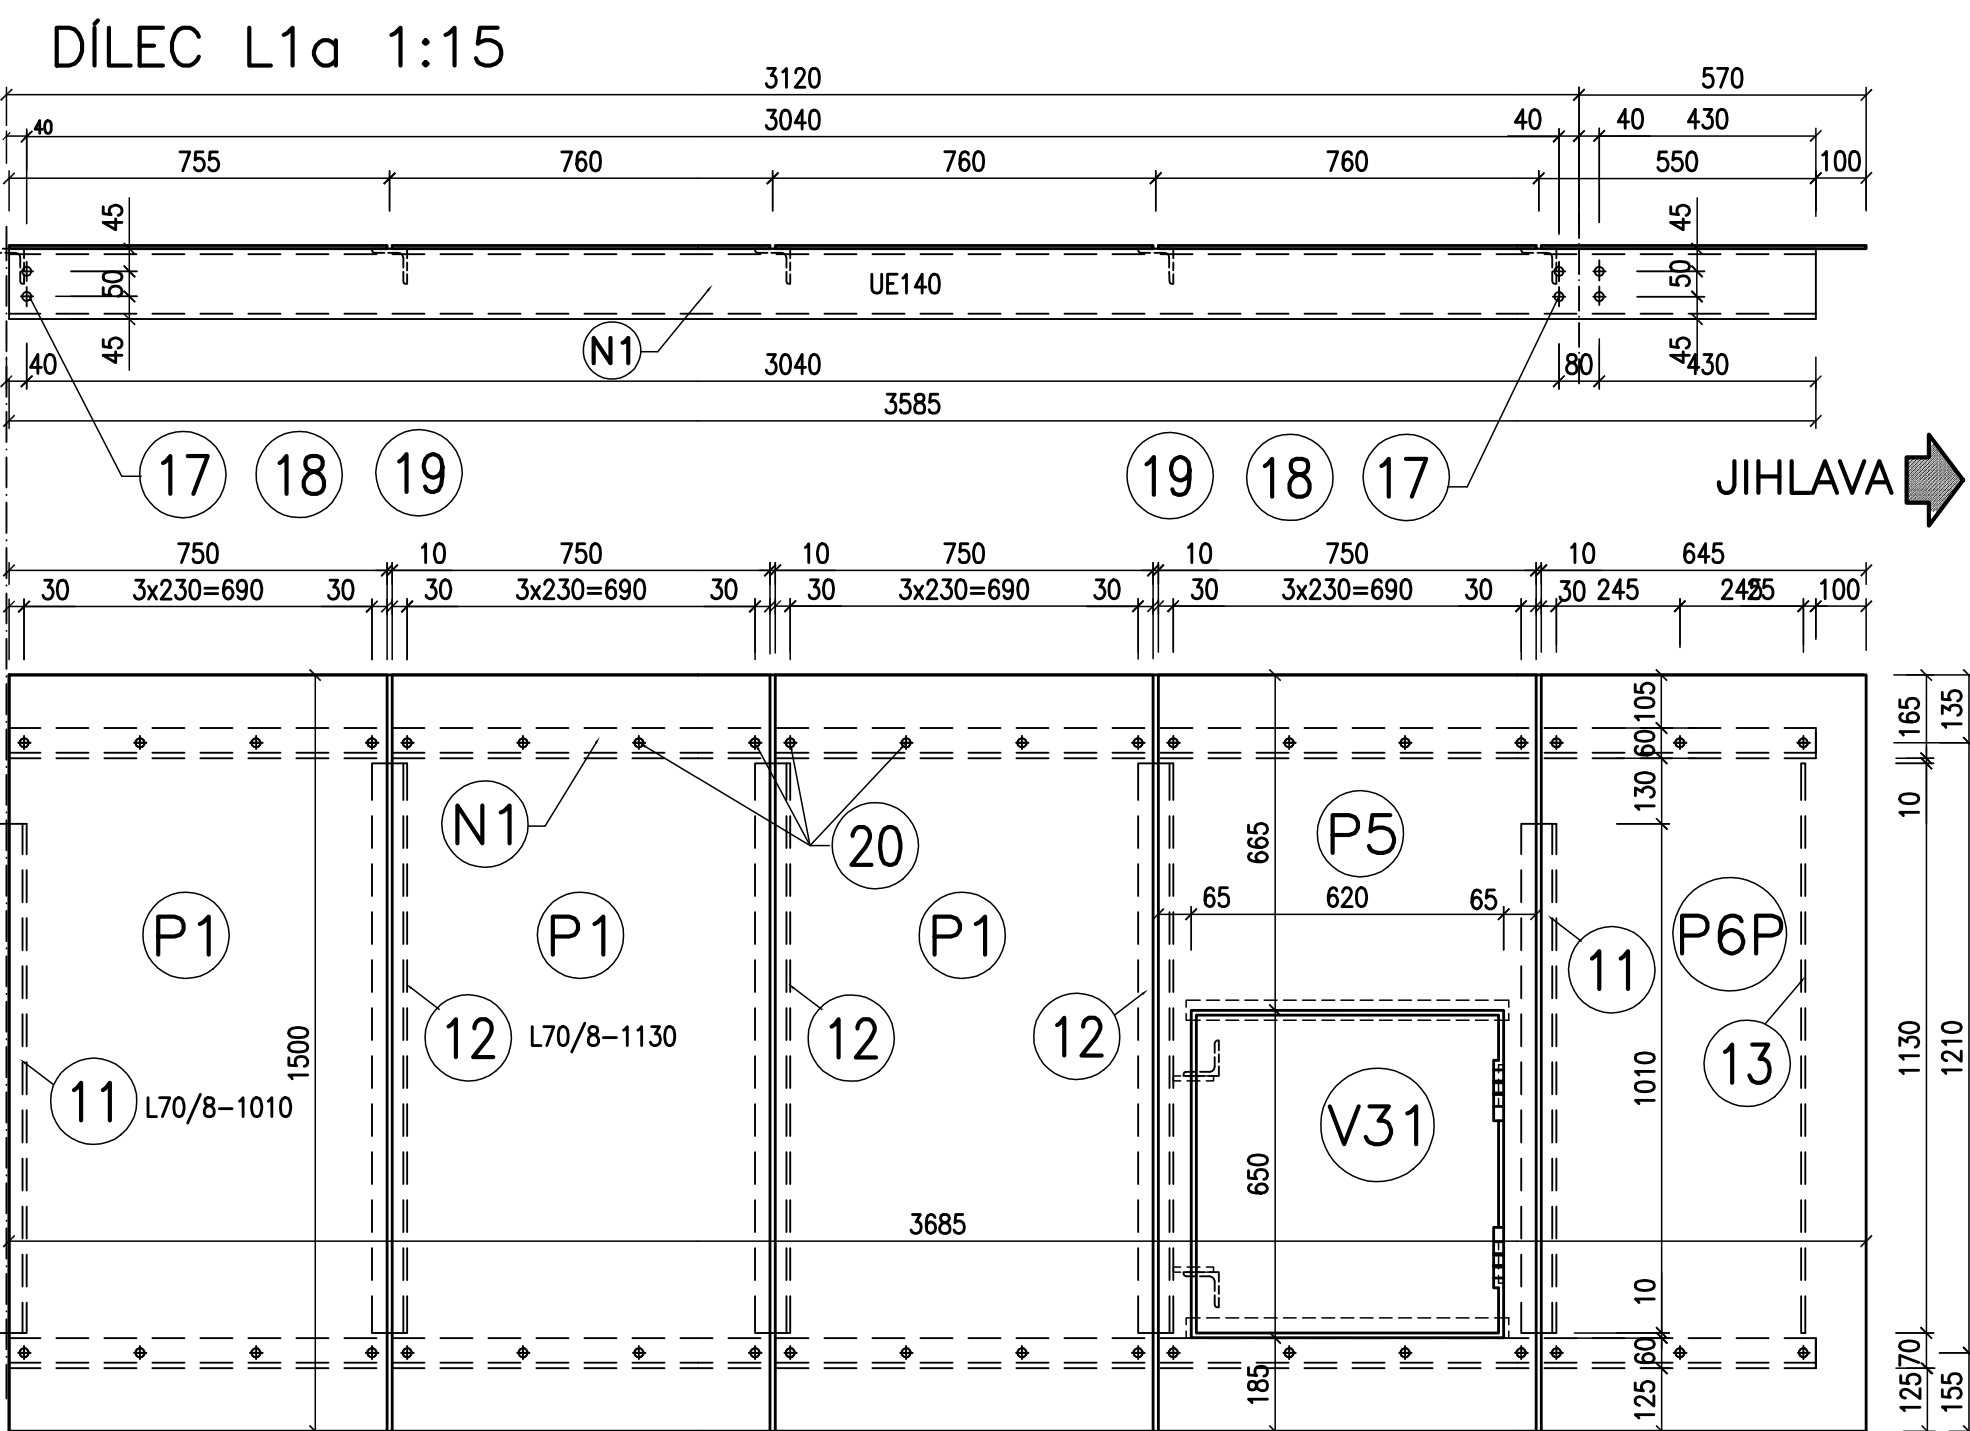 DÍLEC L1a 1:15
3120 570
40 3040 40 40 430
755 760 760 760 550 100
45 45
50 UE140 50
N1
45 45
40 3040 80 430
3585
17 18 19 19 18 17 JIHLAVA
750 10 750 10 750 10 750 10 645
30 3x230=690 30 30 3x230=690 30 30 3x230=690 30 30 3x230=690 30 30 245 245 25 100
105 165 135
60
130 10
N1 20 665 P5
65 620 65
P1 P1 P1 11 P6P
12 L70/8-1130 12 12 13
1500 1010 1130 1210
11 L70/8-1010 V31
650
3685
10
60 70
185 125 125 155